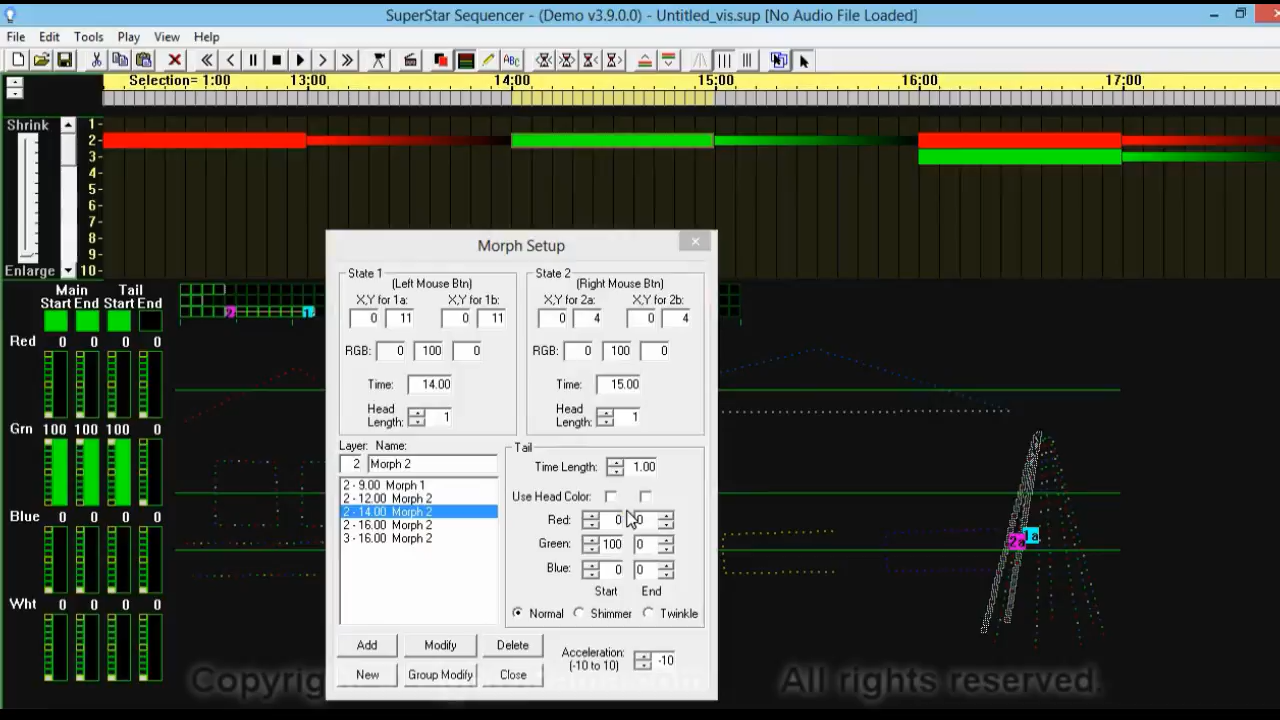 SuperStar Sequencer - (Demo v3.9.0.0) - Untitled_vis.sup [No Audio File Loaded]
File Edit Tools Play View Help
ABC
Selection= 1:00 13:00 14:00 15:00 16:00 17:00
Shrink
1
2
3
4
5
6
7
8
9
Enlarge 10
Main Tail
Start End Start End
Red 0 0 0 0
Grn 100 100 100 0
Blue 0 0 0 0
Wht 0 0 0 0
2 1a
Morph Setup
State 1
(Left Mouse Btn)
X,Y for 1a: X,Y for 1b:
0 11 0 11
RGB: 0 100 0
Time: 14.00
Head
Length: 1
State 2
(Right Mouse Btn)
X,Y for 2a: X,Y for 2b:
0 4 0 4
RGB: 0 100 0
Time: 15.00
Head
Length: 1
Layer: Name:
2 Morph 2
2 - 9.00 Morph 1
2 - 12.00 Morph 2
2 - 14.00 Morph 2
2 - 16.00 Morph 2
3 - 16.00 Morph 2
Tail
Time Length: 1.00
Use Head Color:
Red: 0 0
Green: 100 0
Blue: 0 0
Start End
Normal Shimmer Twinkle
Add Modify Delete
New Group Modify Close
Acceleration:
(-10 to 10) -10
2a 1a
All rights reserved.